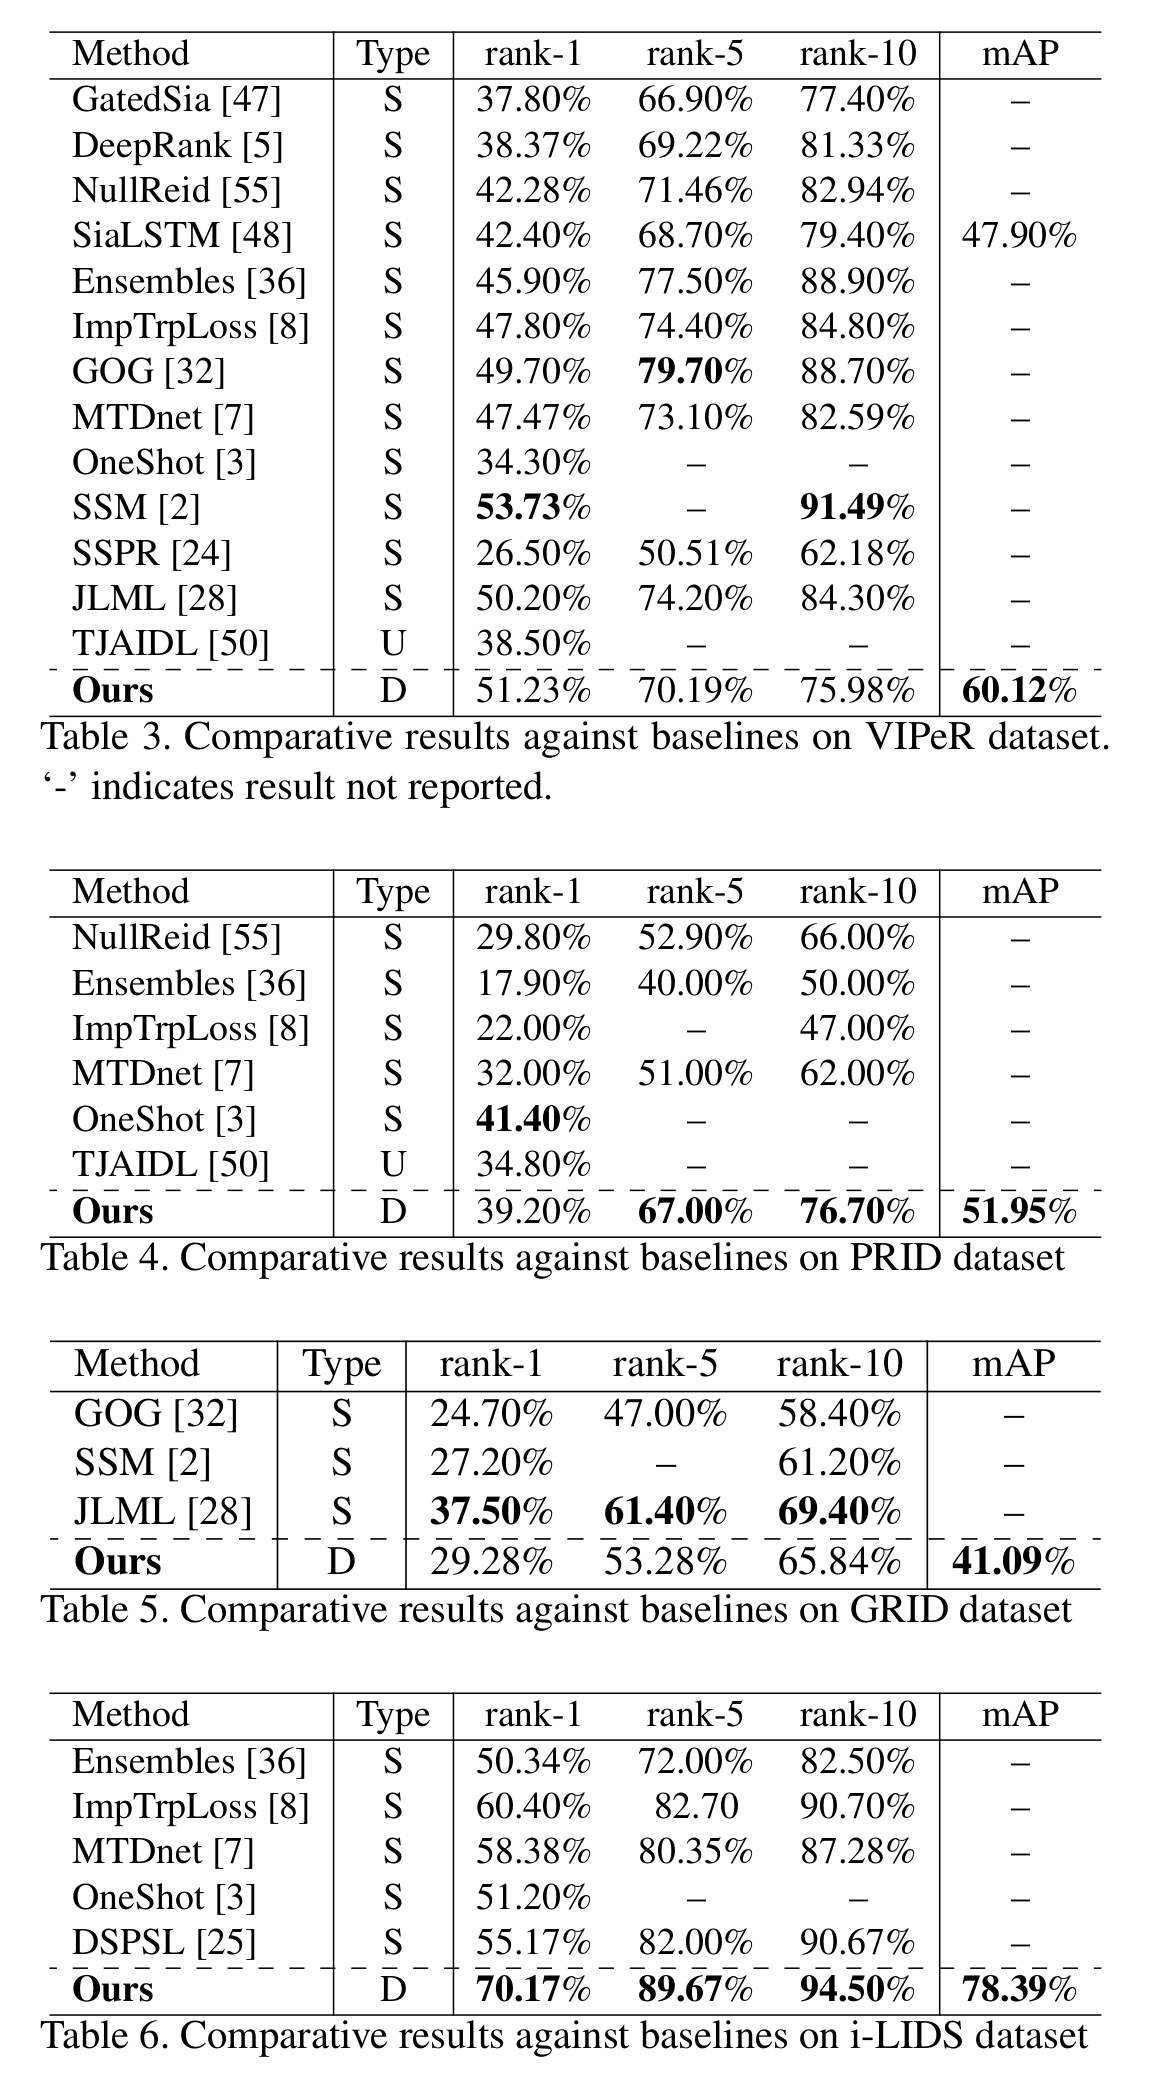 Method Type rank-1 rank-5 rank-10 mAP
GatedSia [47] S 37.80% 66.90% 77.40% –
DeepRank [5] S 38.37% 69.22% 81.33% –
NullReid [55] S 42.28% 71.46% 82.94% –
SiaLSTM [48] S 42.40% 68.70% 79.40% 47.90%
Ensembles [36] S 45.90% 77.50% 88.90% –
ImpTrpLoss [8] S 47.80% 74.40% 84.80% –
GOG [32] S 49.70% 79.70% 88.70% –
MTDnet [7] S 47.47% 73.10% 82.59% –
OneShot [3] S 34.30% – – –
SSM [2] S 53.73% – 91.49% –
SSPR [24] S 26.50% 50.51% 62.18% –
JLML [28] S 50.20% 74.20% 84.30% –
TJAIDL [50] U 38.50% – – –
Ours D 51.23% 70.19% 75.98% 60.12%
Table 3. Comparative results against baselines on VIPeR dataset.
‘-’ indicates result not reported.
Method Type rank-1 rank-5 rank-10 mAP
NullReid [55] S 29.80% 52.90% 66.00% –
Ensembles [36] S 17.90% 40.00% 50.00% –
ImpTrpLoss [8] S 22.00% – 47.00% –
MTDnet [7] S 32.00% 51.00% 62.00% –
OneShot [3] S 41.40% – – –
TJAIDL [50] U 34.80% – – –
Ours D 39.20% 67.00% 76.70% 51.95%
Table 4. Comparative results against baselines on PRID dataset
Method Type rank-1 rank-5 rank-10 mAP
GOG [32] S 24.70% 47.00% 58.40% –
SSM [2] S 27.20% – 61.20% –
JLML [28] S 37.50% 61.40% 69.40% –
Ours D 29.28% 53.28% 65.84% 41.09%
Table 5. Comparative results against baselines on GRID dataset
Method Type rank-1 rank-5 rank-10 mAP
Ensembles [36] S 50.34% 72.00% 82.50% –
ImpTrpLoss [8] S 60.40% 82.70 90.70% –
MTDnet [7] S 58.38% 80.35% 87.28% –
OneShot [3] S 51.20% – – –
DSPSL [25] S 55.17% 82.00% 90.67% –
Ours D 70.17% 89.67% 94.50% 78.39%
Table 6. Comparative results against baselines on i-LIDS dataset